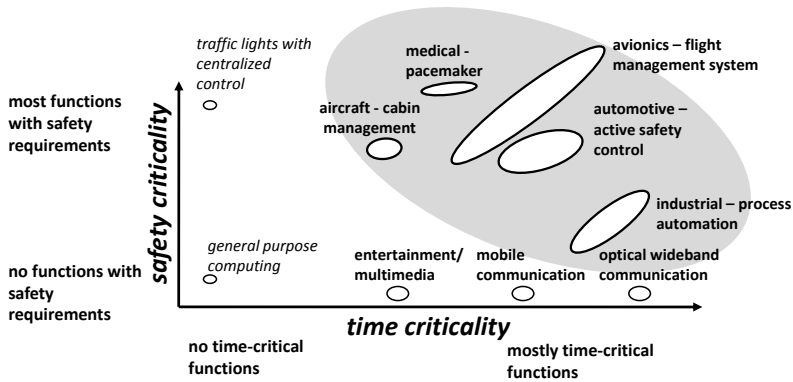 traffic lights with
centralized
control
medical -
pacemaker
avionics – flight
management system
most functions
with safety
requirements
aircraft - cabin
management
automotive –
active safety
control
safety criticality
industrial – process
automation
general purpose
computing
entertainment/
multimedia
mobile
communication
optical wideband
communication
no functions with
safety
requirements
time criticality
no time-critical
functions
mostly time-critical
functions